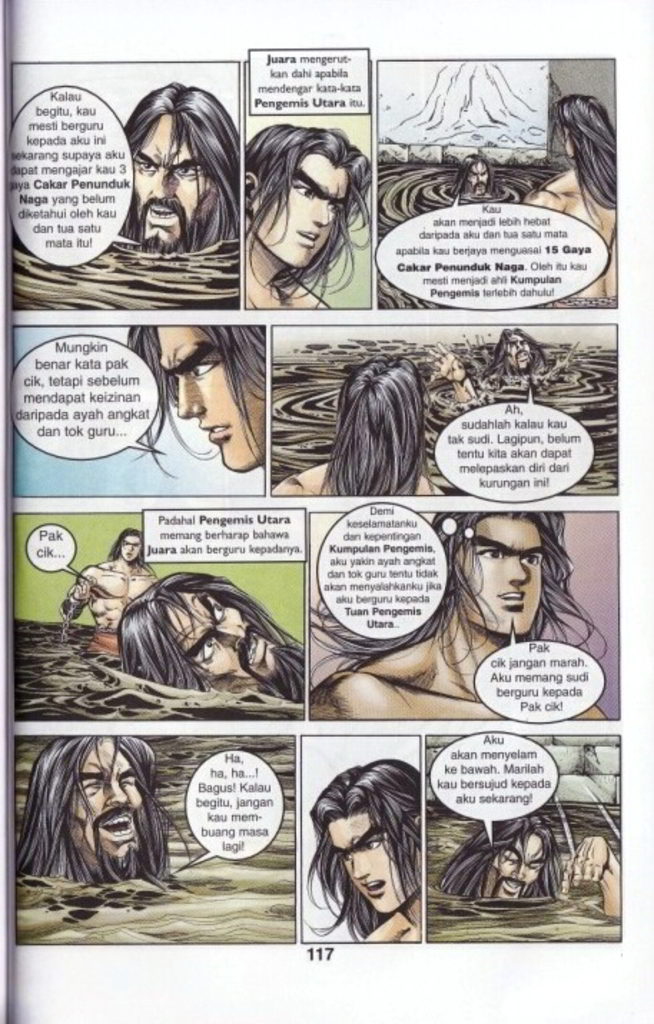 Kalau
begitu, kau
mesti berguru
kepada aku ini
sekarang supaya aku
dapat mengajar kau 3
Gaya Cakar Penunduk
Naga yang belum
diketahui oleh kau
dan tua satu
mata itu!
Juara mengerut-
kan dahi apabila
mendengar kata-kata
Pengemis Utara itu.
Kau
akan menjadi lebih hebat
daripada aku dan tua satu mata
apabila kau berjaya menguasai 15 Gaya
Cakar Penunduk Naga. Oleh itu kau
mesti menjadi ahli Kumpulan
Pengemis terlebih dahulu!
Mungkin
benar kata pak
cik, tetapi sebelum
mendapat keizinan
daripada ayah angkat
dan tok guru...
Ah,
sudahlah kalau kau
tak sudi. Lagipun, belum
tentu kita akan dapat
melepaskan diri dari
kurungan ini!
Pak
cik...
Padahal Pengemis Utara
memang berharap bahawa
Juara akan berguru kepadanya.
Demi
keselamatanku
dan kepentingan
Kumpulan Pengemis,
aku yakin ayah angkat
dan tok guru tentu tidak
akan menyalahkanku jika
aku berguru kepada
Tuan Pengemis
Utara..
Pak
cik jangan marah.
Aku memang sudi
berguru kepada
Pak cik!
Ha,
ha, ha...!
Bagus! Kalau
begitu, jangan
kau mem-
buang masa
lagi!
Aku
akan menyelam
ke bawah. Marilah
kau bersujud kepada
aku sekarang!
117